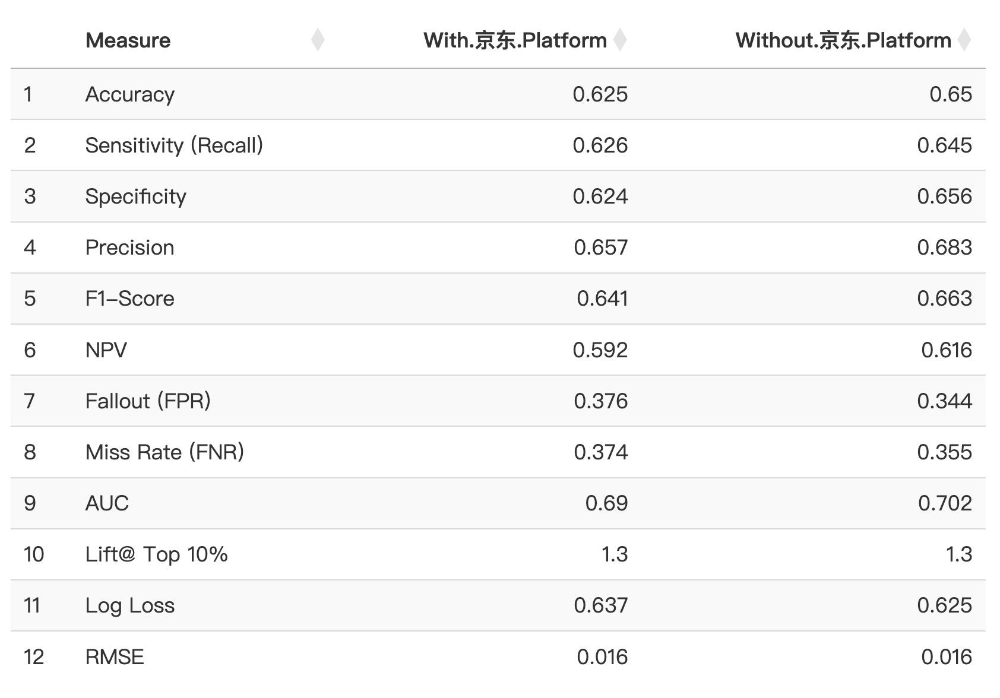 Measure With.京东.Platform Without.京东.Platform
1 Accuracy 0.625 0.65
2 Sensitivity (Recall) 0.626 0.645
3 Specificity 0.624 0.656
4 Precision 0.657 0.683
5 F1-Score 0.641 0.663
6 NPV 0.592 0.616
7 Fallout (FPR) 0.376 0.344
8 Miss Rate (FNR) 0.374 0.355
9 AUC 0.69 0.702
10 Lift@ Top 10% 1.3 1.3
11 Log Loss 0.637 0.625
12 RMSE 0.016 0.016